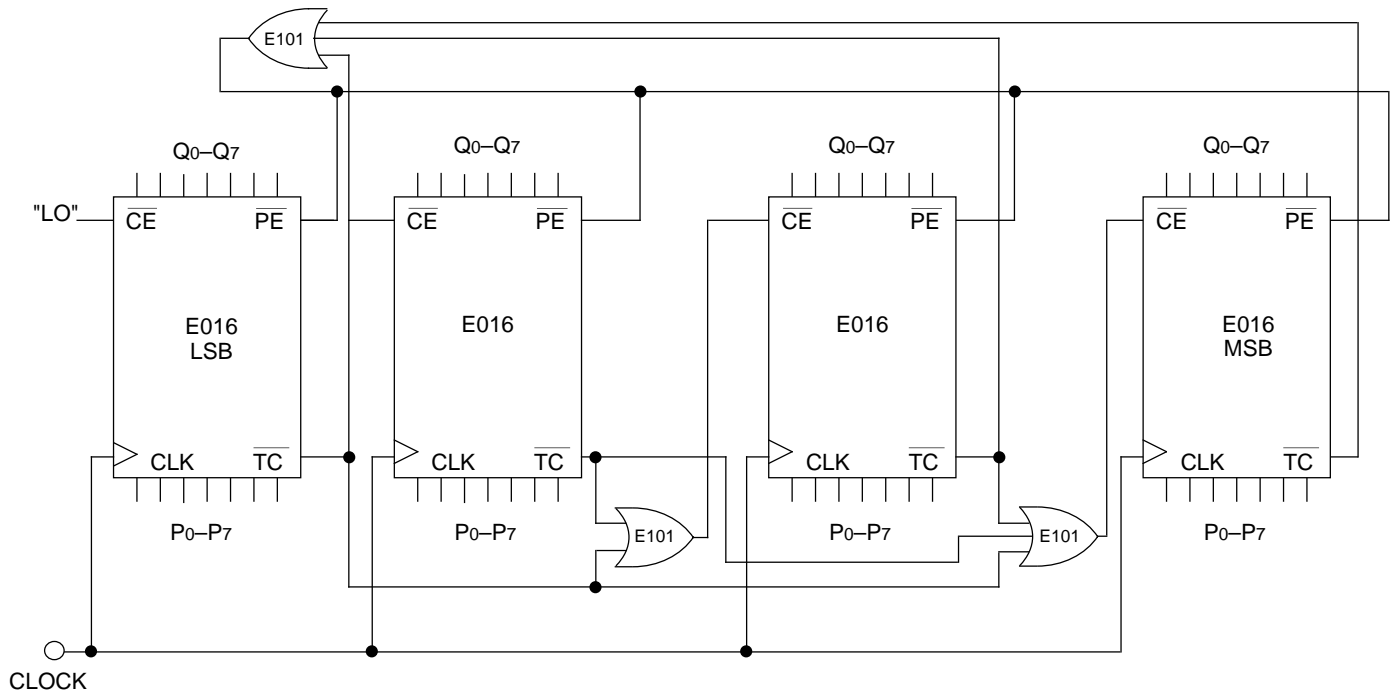 E101
Q0–Q7
Q0–Q7
Q0–Q7
Q0–Q7
"LO"
CE
PE
CE
PE
CE
PE
CE
PE
E016
LSB
E016
E016
E016
MSB
CLK
TC
CLK
TC
CLK
TC
CLK
TC
P0–P7
P0–P7
E101
P0–P7
E101
P0–P7
CLOCK